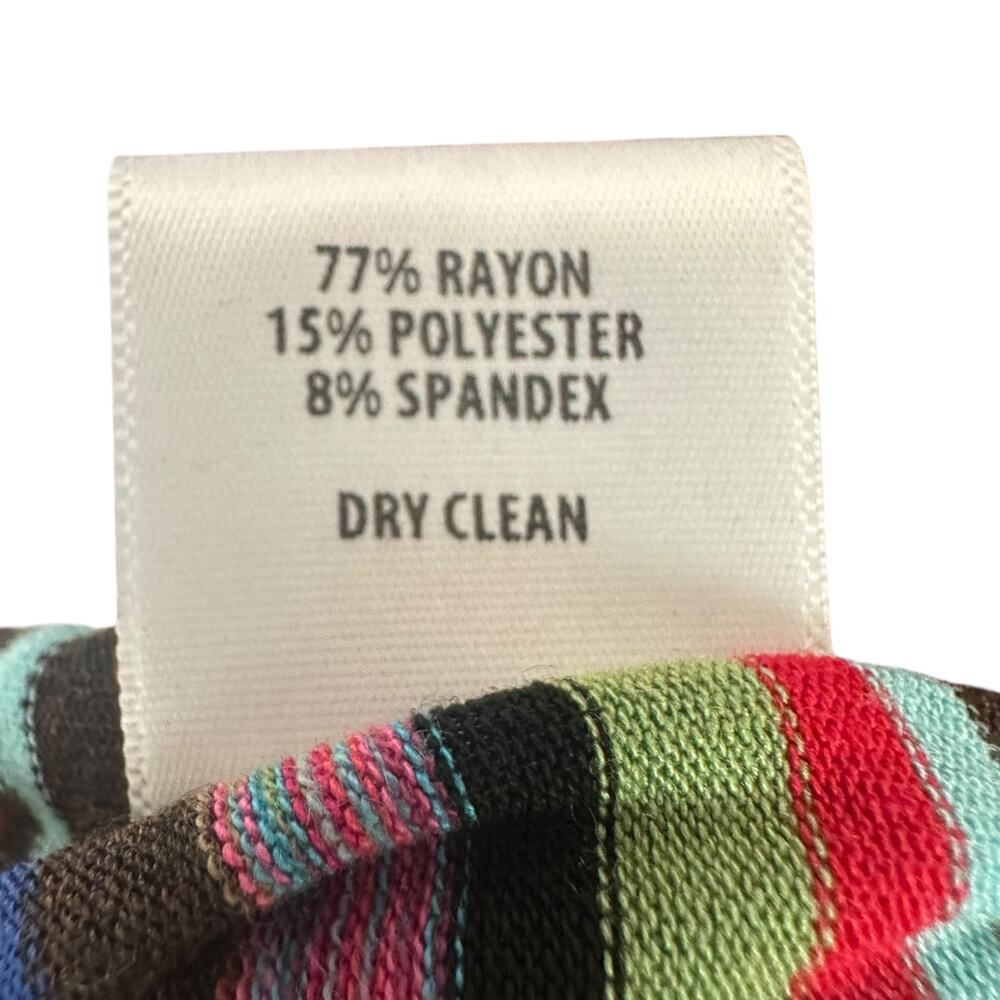 77% RAYON
15% POLYESTER
8% SPANDEX
DRY CLEAN